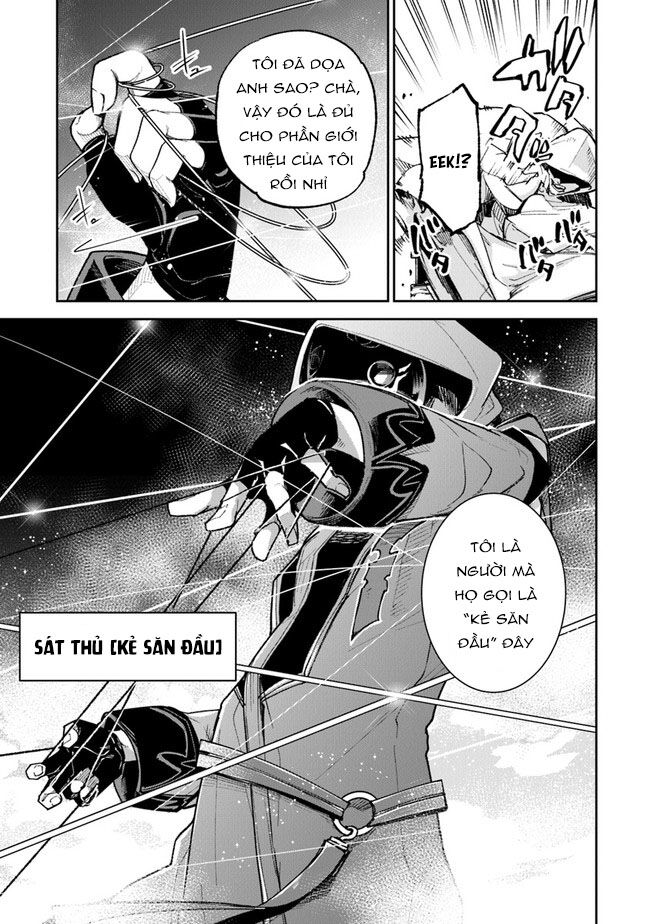 EEK!?
TÔI ĐÃ DỌA
ANH SAO? CHÀ,
VẬY ĐÓ LÀ ĐỦ
CHO PHẦN GIỚI
THIỆU CỦA TÔI
RỒI NHỈ
TÔI LÀ
NGƯỜI MÀ
HỌ GỌI LÀ
“KẺ SĂN
ĐẦU” ĐÂY
SÁT THỦ [KẺ SĂN ĐẦU]